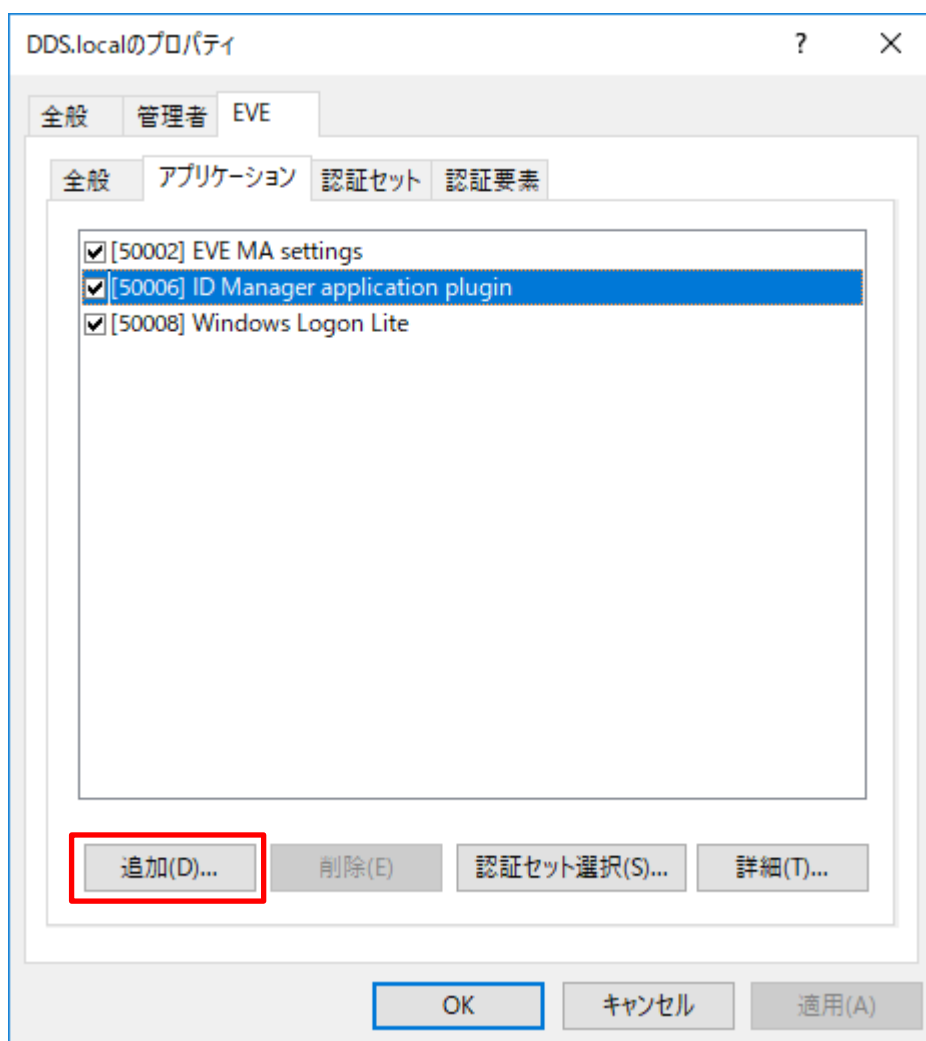 DDS.localのプロパティ ?
全般 管理者 EVE
全般 アプリケーション 認証セット 認証要素
[50002] EVE MA settings
[50006] ID Manager application plugin
[50008] Windows Logon Lite
追加(D)... 削除(E) 認証セット選択(S)... 詳細(T)...
OK キャンセル 適用(A)